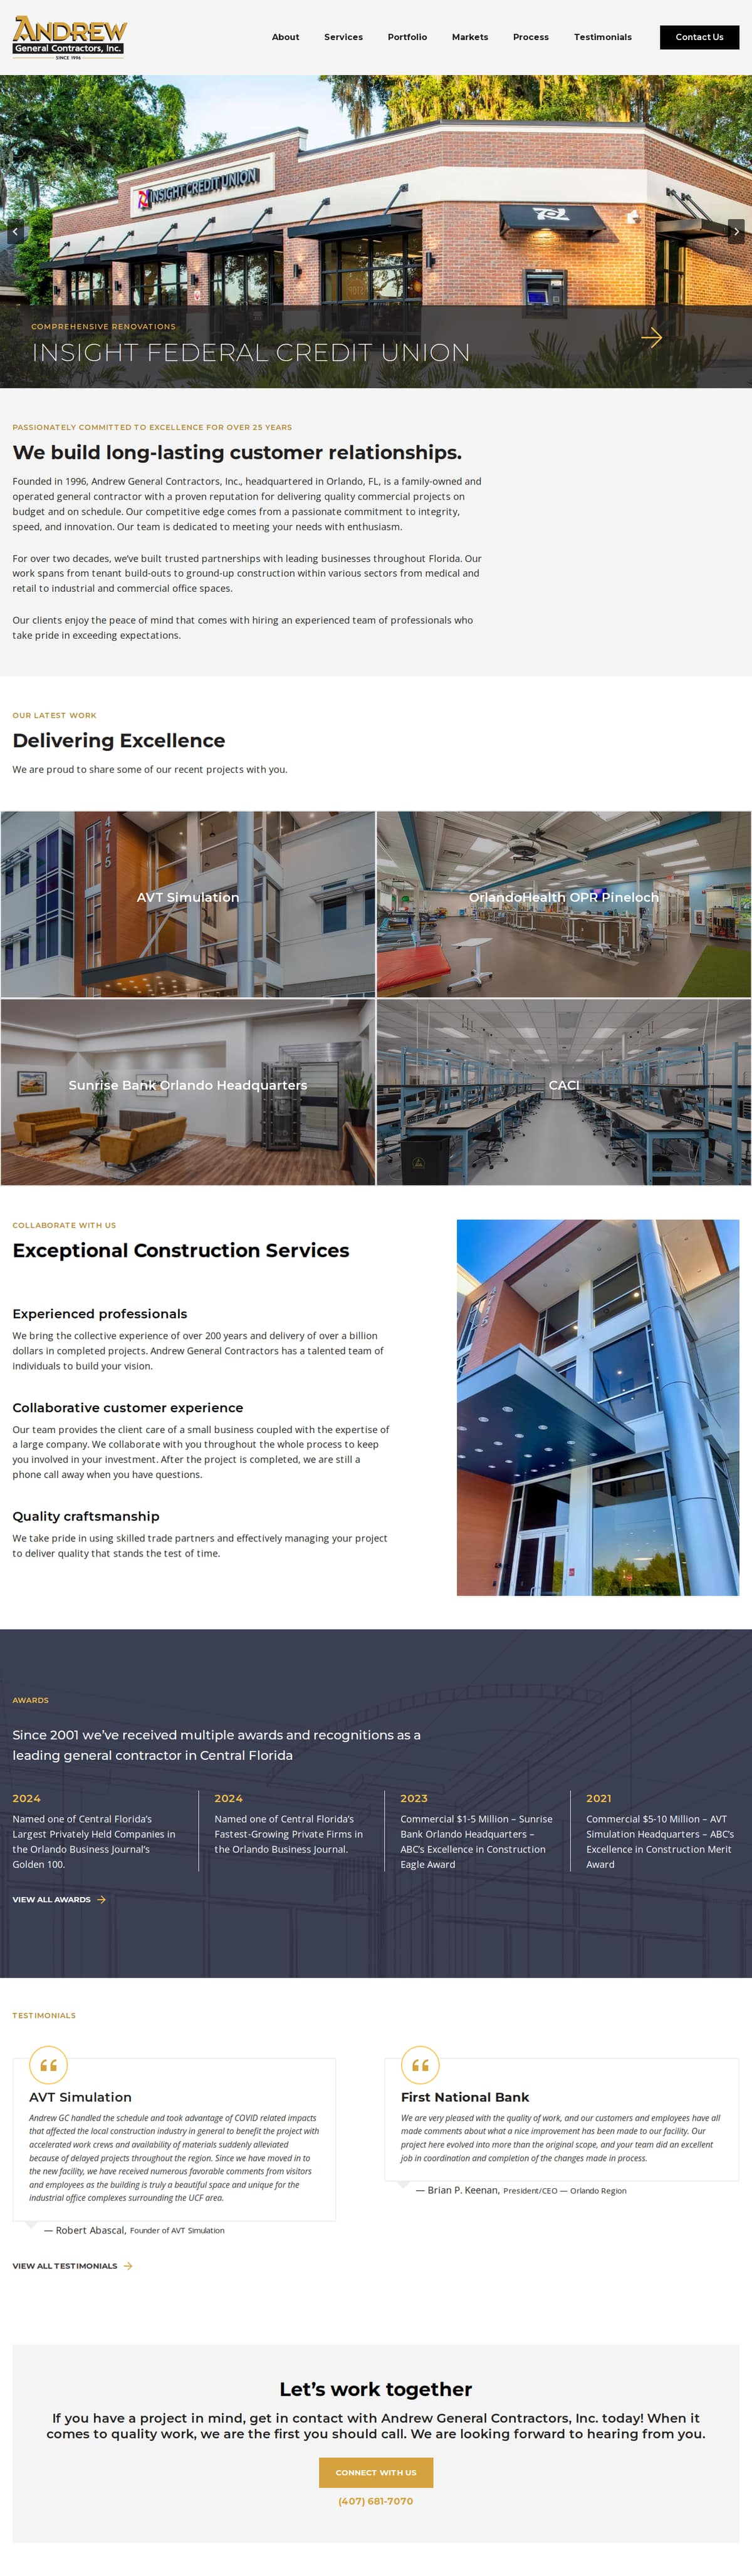 ANDREW
General Contractors, Inc.
SINCE 1996
About Services Portfolio Markets Process Testimonials Contact Us
INSIGHT CREDIT UNION
COMPREHENSIVE RENOVATIONS
INSIGHT FEDERAL CREDIT UNION
PASSIONATELY COMMITTED TO EXCELLENCE FOR OVER 25 YEARS
We build long-lasting customer relationships.
Founded in 1996, Andrew General Contractors, Inc., headquartered in Orlando, FL, is a family-owned and
operated general contractor with a proven reputation for delivering quality commercial projects on
budget and on schedule. Our competitive edge comes from a passionate commitment to integrity,
speed, and innovation. Our team is dedicated to meeting your needs with enthusiasm.
For over two decades, we’ve built trusted partnerships with leading businesses throughout Florida. Our
work spans from tenant build-outs to ground-up construction within various sectors from medical and
retail to industrial and commercial office spaces.
Our clients enjoy the peace of mind that comes with hiring an experienced team of professionals who
take pride in exceeding expectations.
OUR LATEST WORK
Delivering Excellence
We are proud to share some of our recent projects with you.
4715
AVT Simulation
OrlandoHealth OPR Pineloch
Sunrise Bank Orlando Headquarters
CACI
COLLABORATE WITH US
Exceptional Construction Services
Experienced professionals
We bring the collective experience of over 200 years and delivery of over a billion
dollars in completed projects. Andrew General Contractors has a talented team of
individuals to build your vision.
Collaborative customer experience
Our team provides the client care of a small business coupled with the expertise of
a large company. We collaborate with you throughout the whole process to keep
you involved in your investment. After the project is completed, we are still a
phone call away when you have questions.
Quality craftsmanship
We take pride in using skilled trade partners and effectively managing your project
to deliver quality that stands the test of time.
AWARDS
Since 2001 we’ve received multiple awards and recognitions as a
leading general contractor in Central Florida
2024
Named one of Central Florida’s
Largest Privately Held Companies in
the Orlando Business Journal’s
Golden 100.
2024
Named one of Central Florida’s
Fastest-Growing Private Firms in
the Orlando Business Journal.
2023
Commercial $1-5 Million – Sunrise
Bank Orlando Headquarters –
ABC’s Excellence in Construction
Eagle Award
2021
Commercial $5-10 Million – AVT
Simulation Headquarters – ABC’s
Excellence in Construction Merit
Award
VIEW ALL AWARDS
TESTIMONIALS
AVT Simulation
Andrew GC handled the schedule and took advantage of COVID related impacts
that affected the local construction industry in general to benefit the project with
accelerated work crews and availability of materials suddenly alleviated
because of delayed projects throughout the region. Since we have moved in to
the new facility, we have received numerous favorable comments from visitors
and employees as the building is truly a beautiful space and unique for the
industrial office complexes surrounding the UCF area.
— Robert Abascal, Founder of AVT Simulation
First National Bank
We are very pleased with the quality of work, and our customers and employees have all
made comments about what a nice improvement has been made to our facility. Our
project here evolved into more than the original scope, and your team did an excellent
job in coordination and completion of the changes made in process.
— Brian P. Keenan, President/CEO — Orlando Region
VIEW ALL TESTIMONIALS
Let’s work together
If you have a project in mind, get in contact with Andrew General Contractors, Inc. today! When it
comes to quality work, we are the first you should call. We are looking forward to hearing from you.
CONNECT WITH US
(407) 681-7070